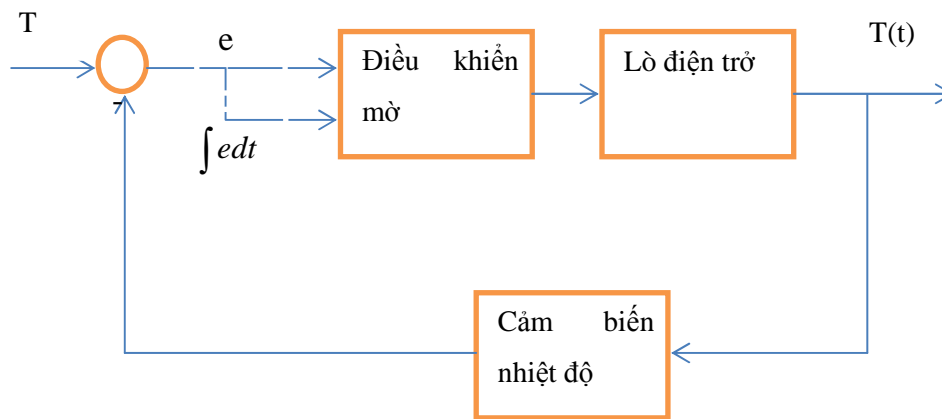 T
e
Điều khiển
mờ
Lò điện trở
T(t)
-
∫edt
Cảm biến
nhiệt độ